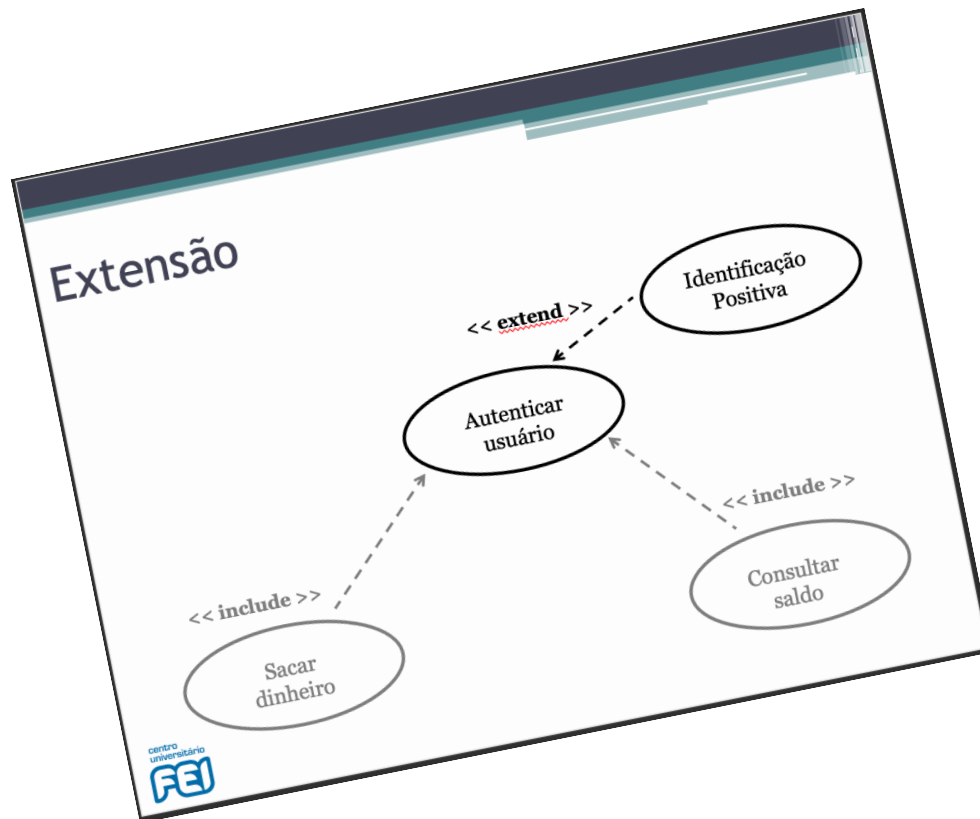 Extensão
Identificação
Positiva
<< extend >>
Autenticar
usuário
<< include >>
Consultar
saldo
<< include >>
Sacar
dinheiro
centro
universitário
FEI